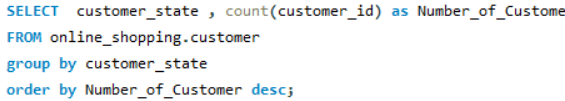 SELECT customer_state , count(customer_id) as Number_of_Custome
FROM online_shopping.customer
group by customer_state
order by Number_of_Customer desc;